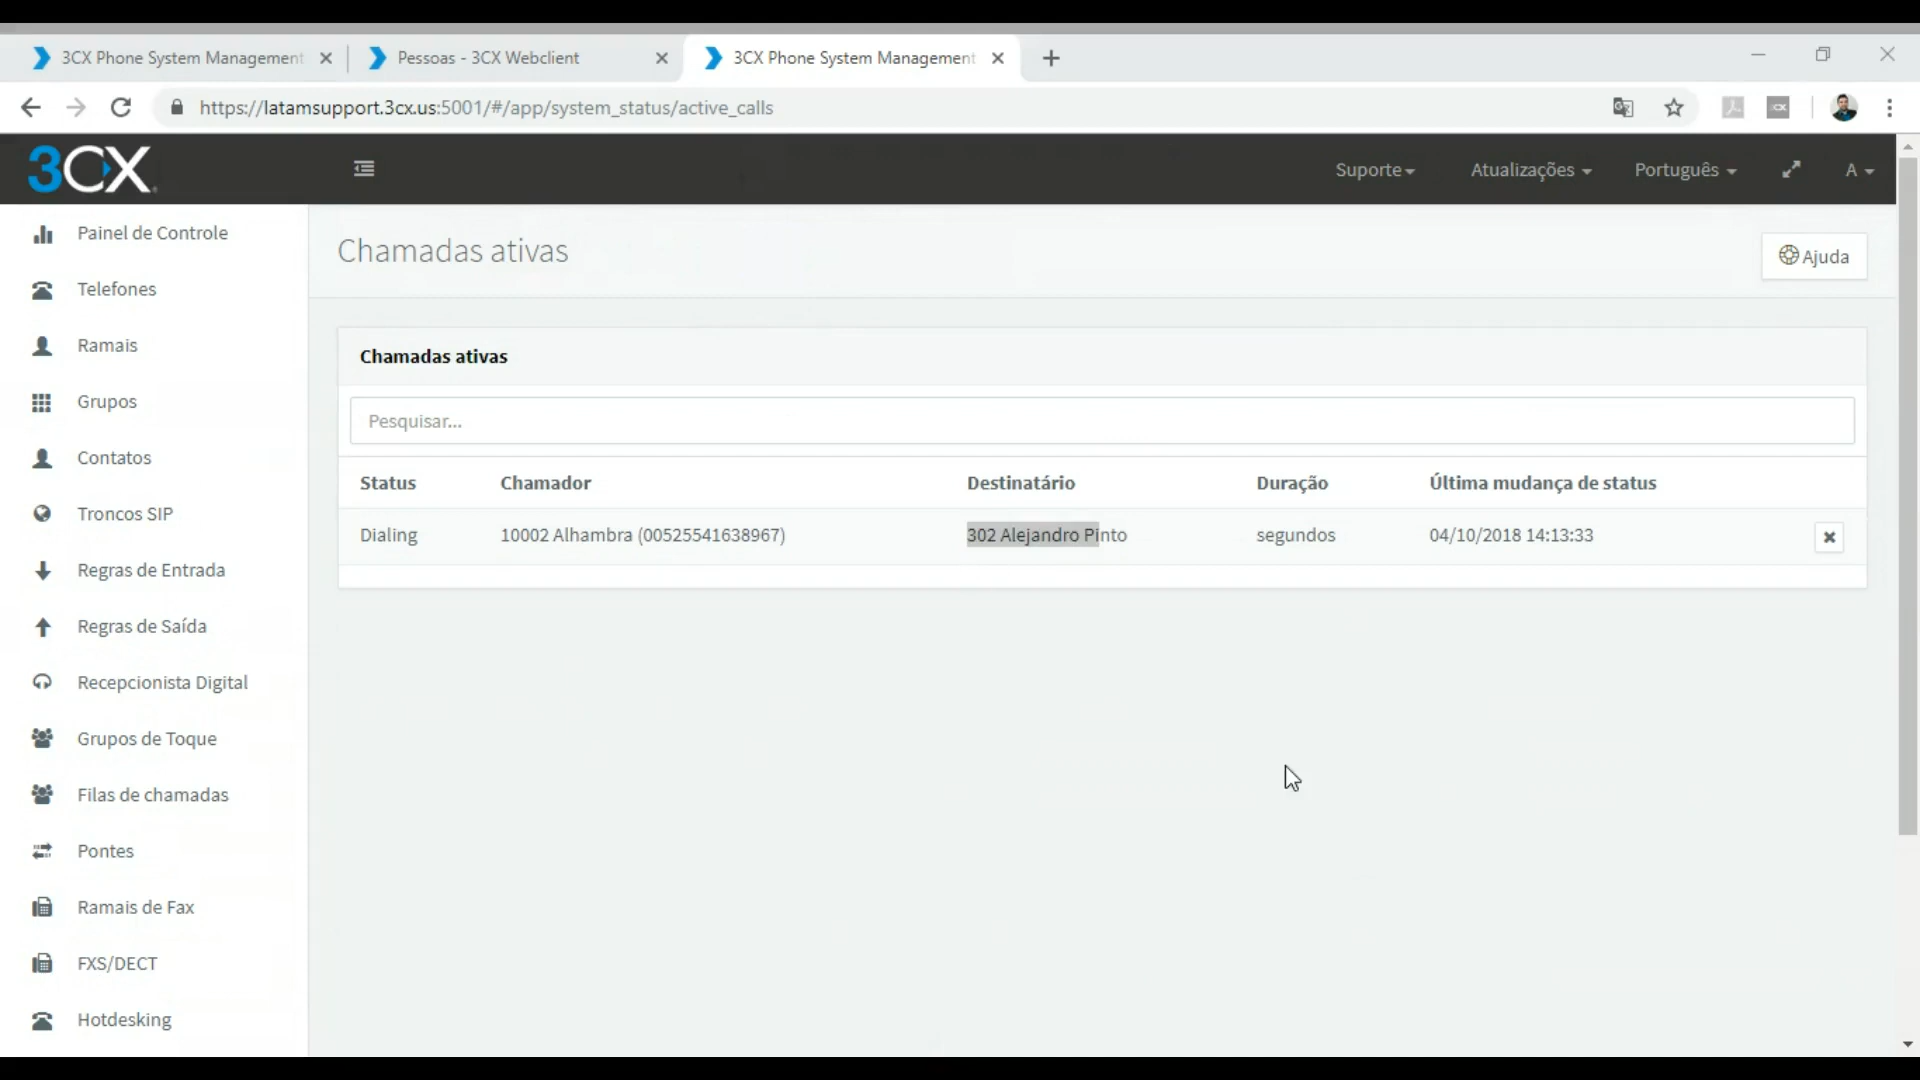 3CX Phone System Management
Pessoas - 3CX Webclient
3CX Phone System Management
https://latamsupport.3cx.us:5001/#/app/system_status/active_calls
3CX
Suporte
Atualizações
Português
A
Painel de Controle
Telefones
Ramais
Grupos
Contatos
Troncos SIP
Regras de Entrada
Regras de Saída
Recepcionista Digital
Grupos de Toque
Filas de chamadas
Pontes
Ramais de Fax
FXS/DECT
Hotdesking
Chamadas ativas
Ajuda
Chamadas ativas
Pesquisar...
Status Chamador Destinatário Duração Última mudança de status
Dialing 10002 Alhambra (00525541638967) 302 Alejandro Pinto segundos 04/10/2018 14:13:33